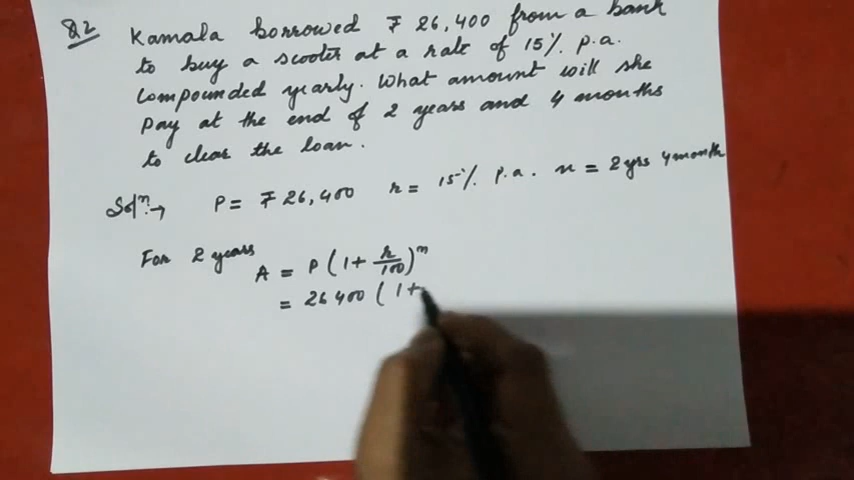 Q2 Kamala borrowed ₹ 26,400 from a bank
to buy a scooter at a rate of 15% p.a.
compounded yearly. What amount will she
pay at the end of 2 years and 4 months
to clear the loan.
Solⁿ:→ P = ₹ 26,400 r = 15% p.a. n = 2 yrs 4 month
For 2 years
A = P (1 + r/100)ⁿ
= 26400 ( 1 +